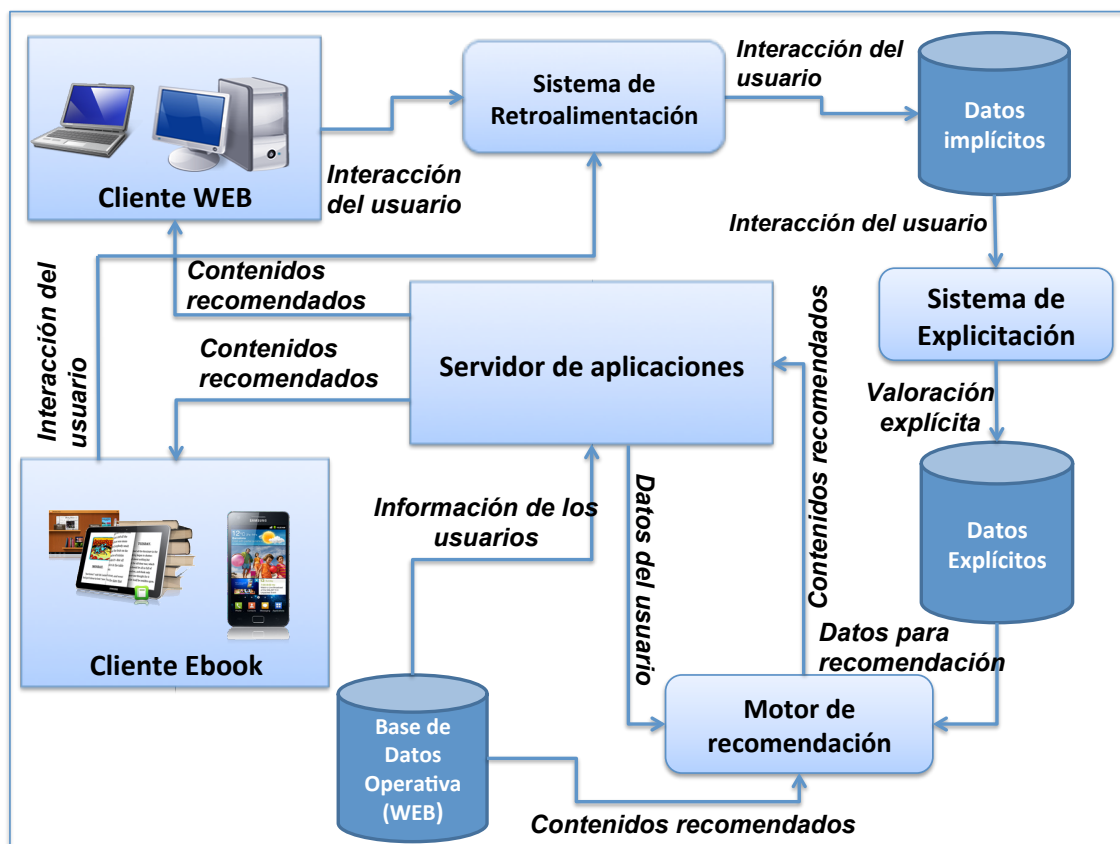 Interacción del
usuario
Sistema de
Retroalimentación
Datos
implícitos
Cliente WEB
Interacción
del usuario
Interacción del usuario
Contenidos
recomendados
Sistema de
Explicitación
Contenidos
recomendados
Servidor de aplicaciones
Contenidos recomendados
Interacción del
usuario
Valoración
explícita
Información de los
usuarios
Datos del usuario
Datos
Explícitos
Cliente Ebook
Datos para
recomendación
Base de
Datos
Operativa
(WEB)
Motor de
recomendación
Contenidos recomendados